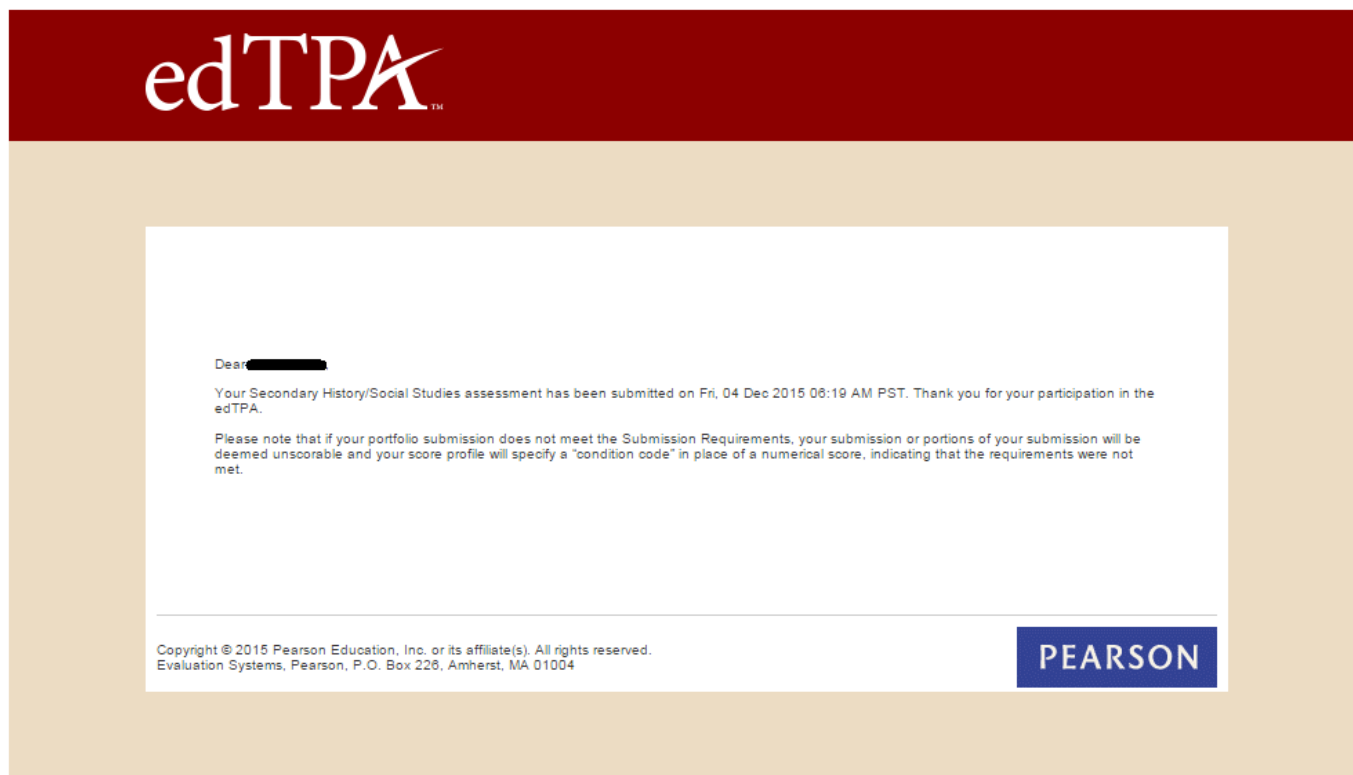 edTPA™
Dear
Your Secondary History/Social Studies assessment has been submitted on Fri, 04 Dec 2015 06:19 AM PST. Thank you for your participation in the
edTPA.
Please note that if your portfolio submission does not meet the Submission Requirements, your submission or portions of your submission will be
deemed unscorable and your score profile will specify a "condition code" in place of a numerical score, indicating that the requirements were not
met.
Copyright © 2015 Pearson Education, Inc. or its affiliate(s). All rights reserved.
Evaluation Systems, Pearson, P.O. Box 226, Amherst, MA 01004
PEARSON